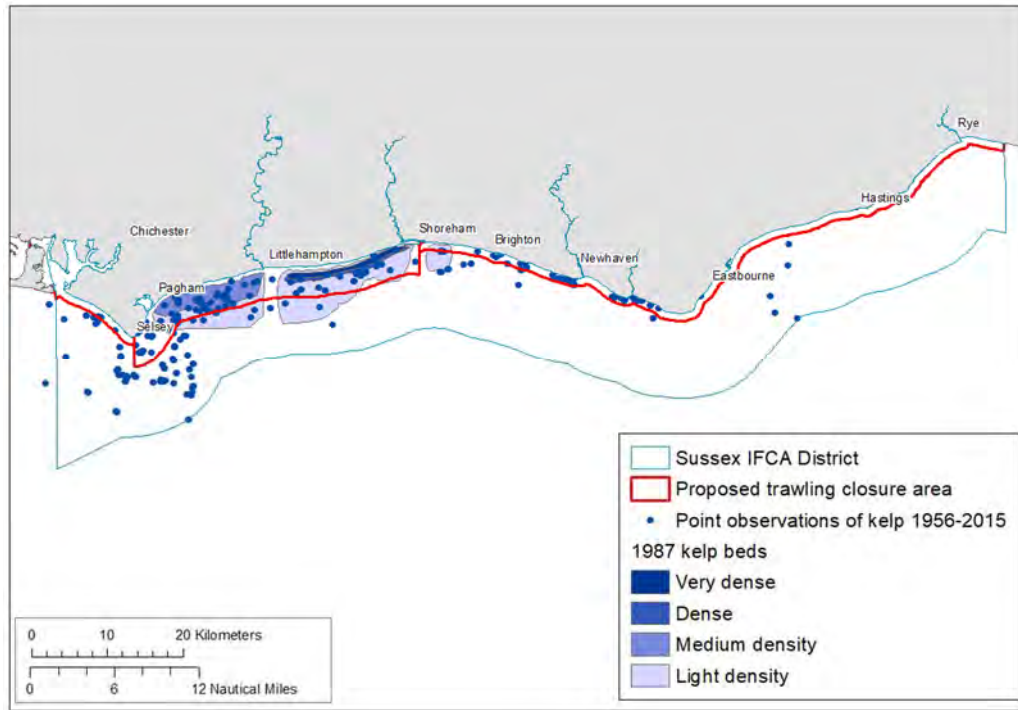 Rye
Hastings
Shoreham
Chichester
Brighton
Littlehampton
Newhaven
Eastbourne
Pagham
Selsey
Sussex IFCA District
Proposed trawling closure area
Point observations of kelp 1956-2015
1987 kelp beds
Very dense
Dense
Medium density
Light density
0 10 20 Kilometers
0 6 12 Nautical Miles